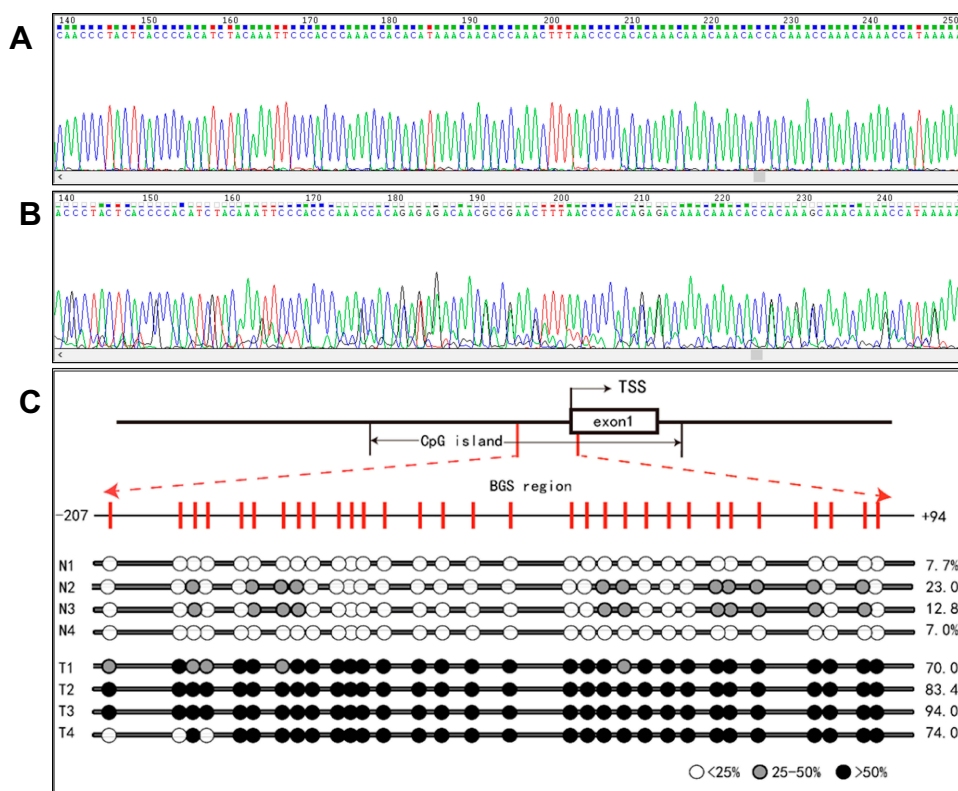 A
140 150 160 170 180 190 200 210 220 230 240 250
CAACCCTACTCACCCCACATCTACAAATTCCCACCCAAACCACACATAAACAACACCAAACTTTAACCCCACACAAACAAACAAACACCACAAACCAAACAAAACCATAAAAA
B
140 150 160 170 180 190 200 210 220 230 240
ACCCTACTCACCCCACATCTACAAATTCCCACCCAAACCACAGAGAGACAACGCCGAACTTTAACCCCACAGAGACAAACAAACACCACAAAGCAAACAAAACCATAAAAA
C
TSS
exon1
CpG island
BGS region
-207 +94
N1 7.7%
N2 23.0
N3 12.8
N4 7.0%
T1 70.0
T2 83.4
T3 94.0
T4 74.0
<25% 25-50% >50%